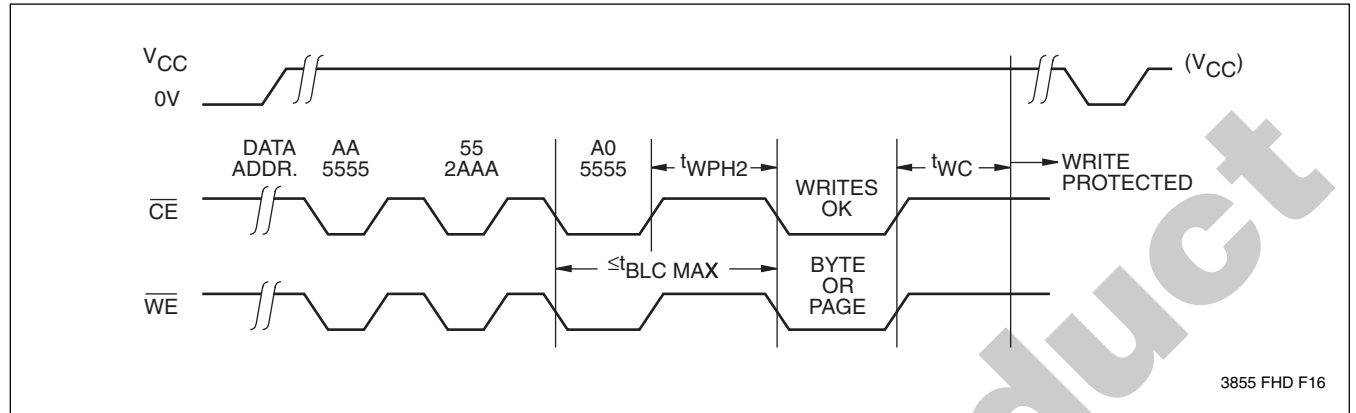 VCC
0V
(VCC)
DATA
ADDR.
AA
5555
55
2AAA
A0
5555
tWPH2
WRITES
OK
tWC
WRITE
PROTECTED
CE
≤tBLC MAX
BYTE
OR
PAGE
WE
3855 FHD F16
duct